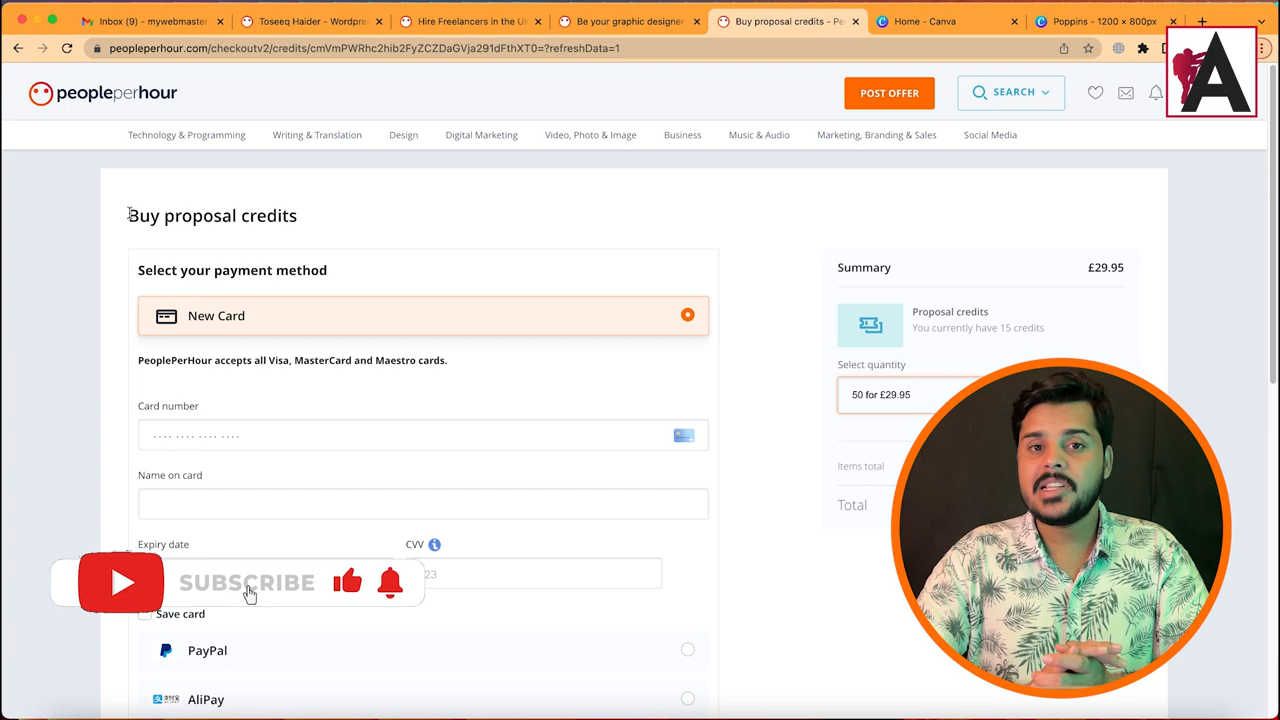 Inbox (9) - mywebmaster
Toseeq Haider - Wordpre
Hire Freelancers in the UK
Be your graphic designer
Buy proposal credits - Pe
Home - Canva
Poppins - 1200 × 800px
peopleperhour.com/checkoutv2/credits/cmVmPWRhc2hib2FyZCZDaGVja291dFthXT0=?refreshData=1
A
peopleperhour
POST OFFER
SEARCH
Technology & Programming
Writing & Translation
Design
Digital Marketing
Video, Photo & Image
Business
Music & Audio
Marketing, Branding & Sales
Social Media
Buy proposal credits
Select your payment method
New Card
PeoplePerHour accepts all Visa, MasterCard and Maestro cards.
Card number
Name on card
Expiry date
CVV
23
SUBSCRIBE
Save card
PayPal
AliPay
Summary £29.95
Proposal credits
You currently have 15 credits
Select quantity
50 for £29.95
Items total
Total